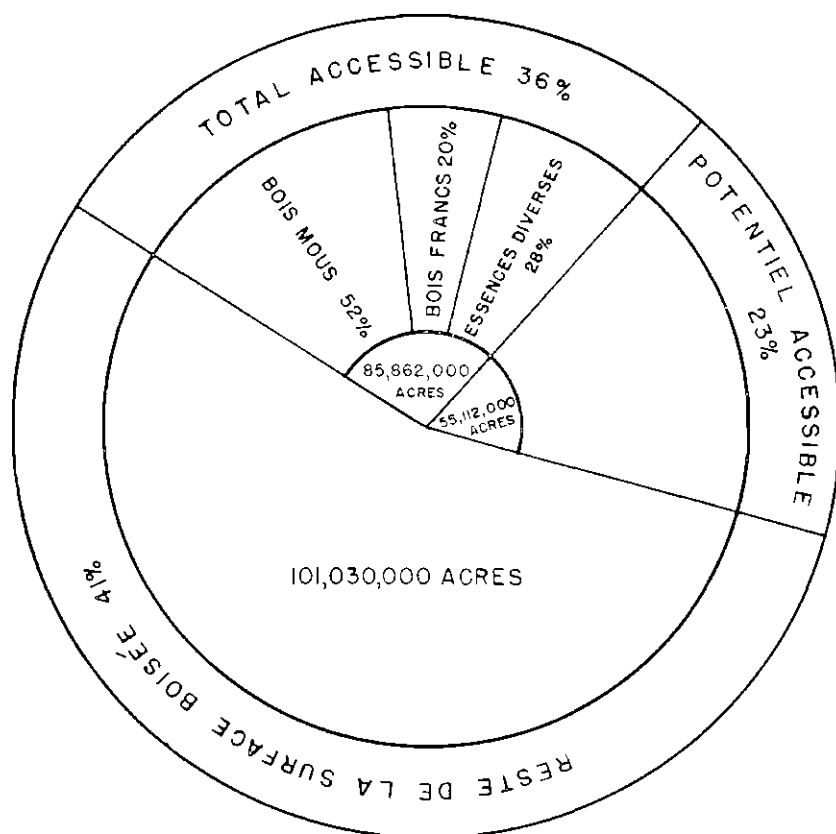 TOTAL ACCESSIBLE 36%
POTENTIEL ACCESSIBLE
23%
BOIS MOUS 52%
BOIS FRANCS 20%
ESSENCES DIVERSES
28%
85,862,000
ACRES
55,112,000
ACRES
101,030,000 ACRES
RESTE DE LA SURFACE BOISÉE 41%